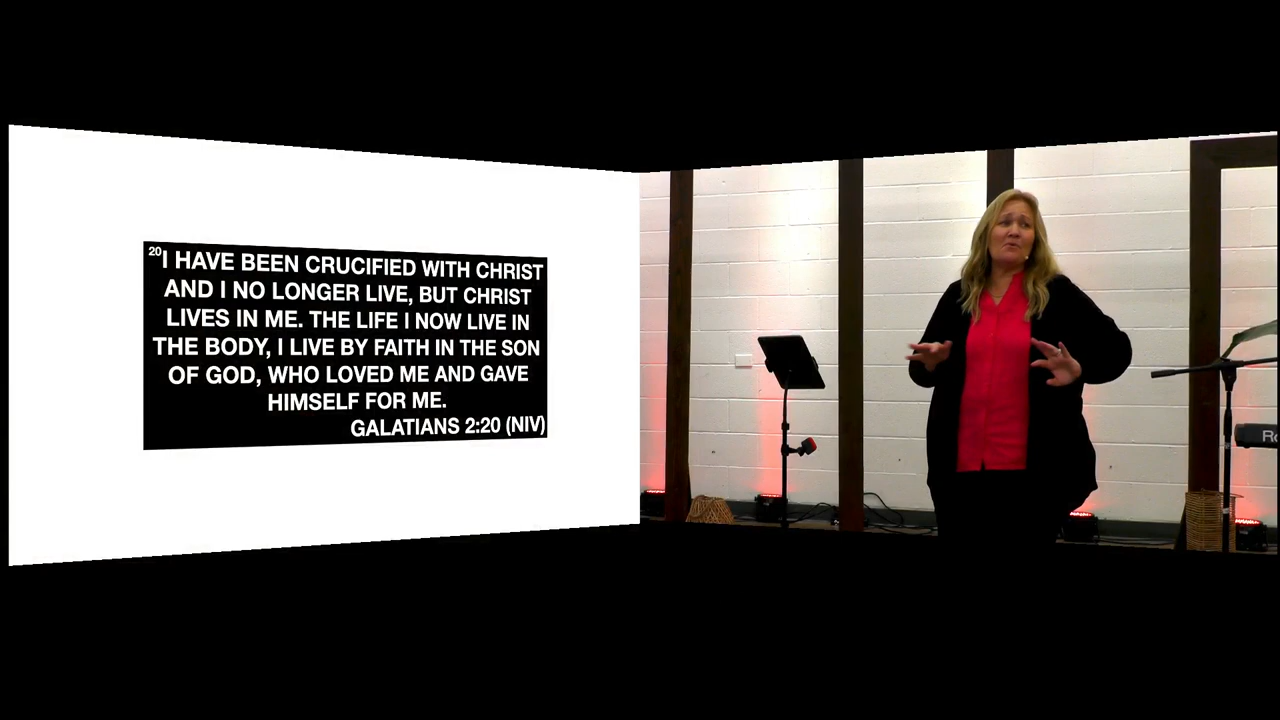 20I HAVE BEEN CRUCIFIED WITH CHRIST
AND I NO LONGER LIVE, BUT CHRIST
LIVES IN ME. THE LIFE I NOW LIVE IN
THE BODY, I LIVE BY FAITH IN THE SON
OF GOD, WHO LOVED ME AND GAVE
HIMSELF FOR ME.
GALATIANS 2:20 (NIV)